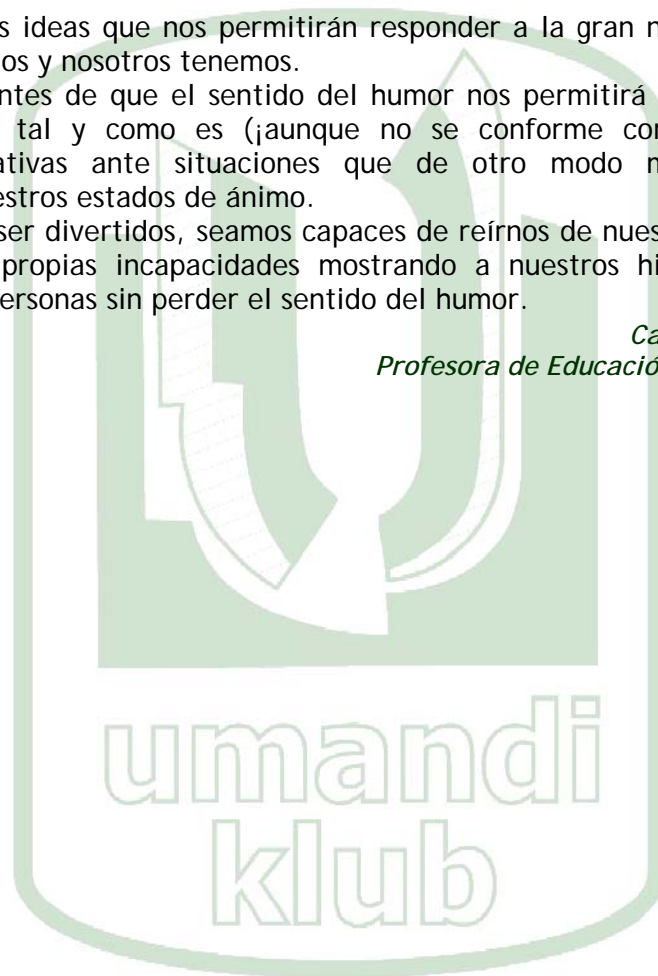 s ideas que nos permitirán responder a la gran n
os y nosotros tenemos.
ntes de que el sentido del humor nos permitirá
tal y como es (¡aunque no se conforme con
ativas ante situaciones que de otro modo m
estros estados de ánimo.
ser divertidos, seamos capaces de reírnos de nues
propias incapacidades mostrando a nuestros hi
ersonas sin perder el sentido del humor.
Ca
Profesora de Educació
umandi
klub